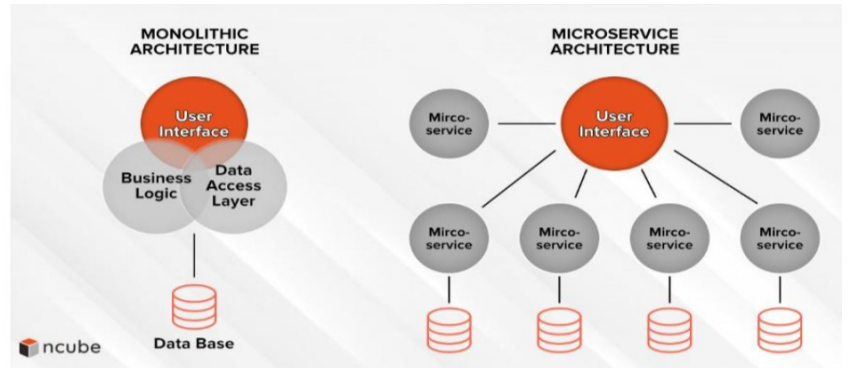 MONOLITHIC
ARCHITECTURE
User
Interface
Business
Logic
Data
Access
Layer
Data Base
MICROSERVICE
ARCHITECTURE
Mirco-
service
User
Interface
Mirco-
service
Mirco-
service
Mirco-
service
Mirco-
service
Mirco-
service
ncube